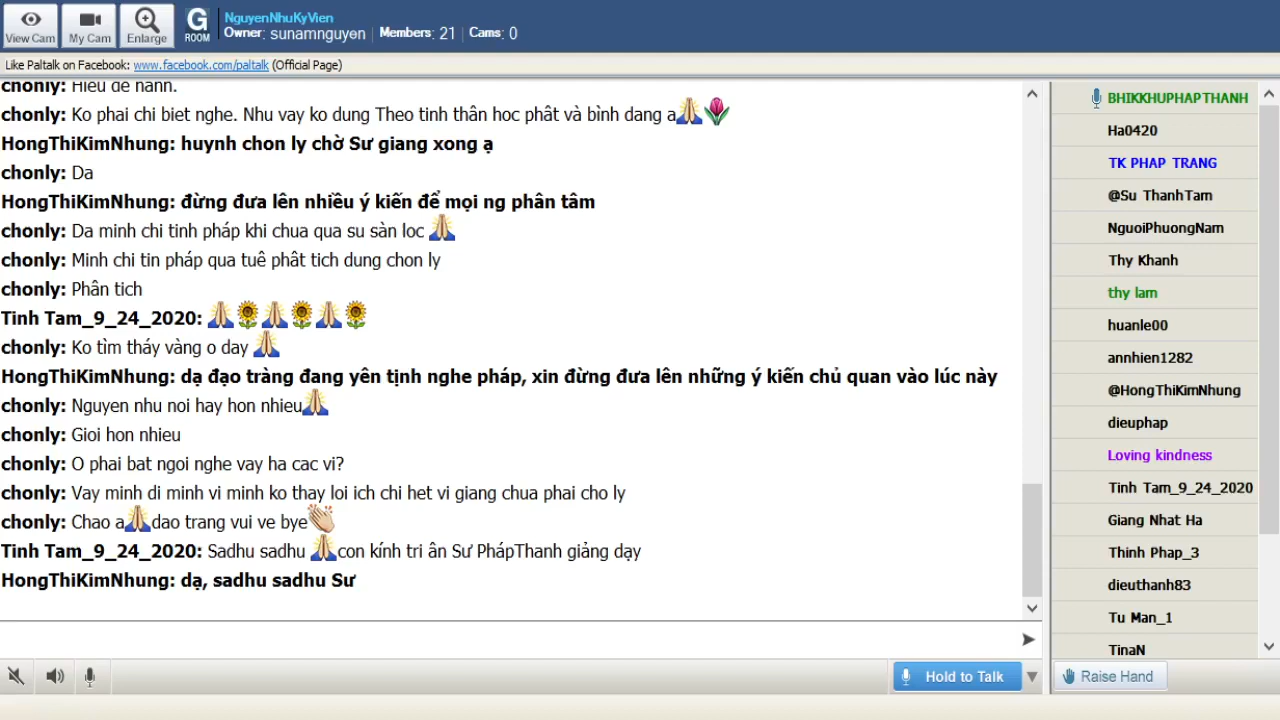 NguyenNhuKyVien
View Cam My Cam Enlarge G ROOM Owner: sunamnguyen Members: 21 Cams: 0
Like Paltalk on Facebook: www.facebook.com/paltalk (Official Page)
chonly: Hieu de hanh.
chonly: Ko phai chi biet nghe. Nhu vay ko dung Theo tinh thân hoc phât và bình dang a🙏🌷
HongThiKimNhung: huynh chon ly chờ Sư giang xong ạ
chonly: Da
HongThiKimNhung: đừng đưa lên nhiều ý kiến để mọi ng phân tâm
chonly: Da minh chi tinh pháp khi chua qua su sàn loc 🙏
chonly: Minh chi tin pháp qua tuê phât tich dung chon ly
chonly: Phân tich
Tinh Tam_9_24_2020: 🙏🌻🙏🌻🙏🌻
chonly: Ko tìm tháy vàng o day 🙏
HongThiKimNhung: dạ đạo tràng đang yên tịnh nghe pháp, xin đừng đưa lên những ý kiến chủ quan vào lúc này
chonly: Nguyen nhu noi hay hon nhieu🙏
chonly: Gioi hon nhieu
chonly: O phai bat ngoi nghe vay ha cac vi?
chonly: Vay minh di minh vi minh ko thay loi ich chi het vi giang chua phai cho ly
chonly: Chao a🙏dao trang vui ve bye👏
Tinh Tam_9_24_2020: Sadhu sadhu 🙏con kính tri ân Sư PhápThanh giảng dạy
HongThiKimNhung: dạ, sadhu sadhu Sư
Hold to Talk
BHIKKHUPHAPTHANH
Ha0420
TK PHAP TRANG
@Su ThanhTam
NguoiPhuongNam
Thy Khanh
thy lam
huanle00
annhien1282
@HongThiKimNhung
dieuphap
Loving kindness
Tinh Tam_9_24_2020
Giang Nhat Ha
Thinh Phap_3
dieuthanh83
Tu Man_1
TinaN
Raise Hand